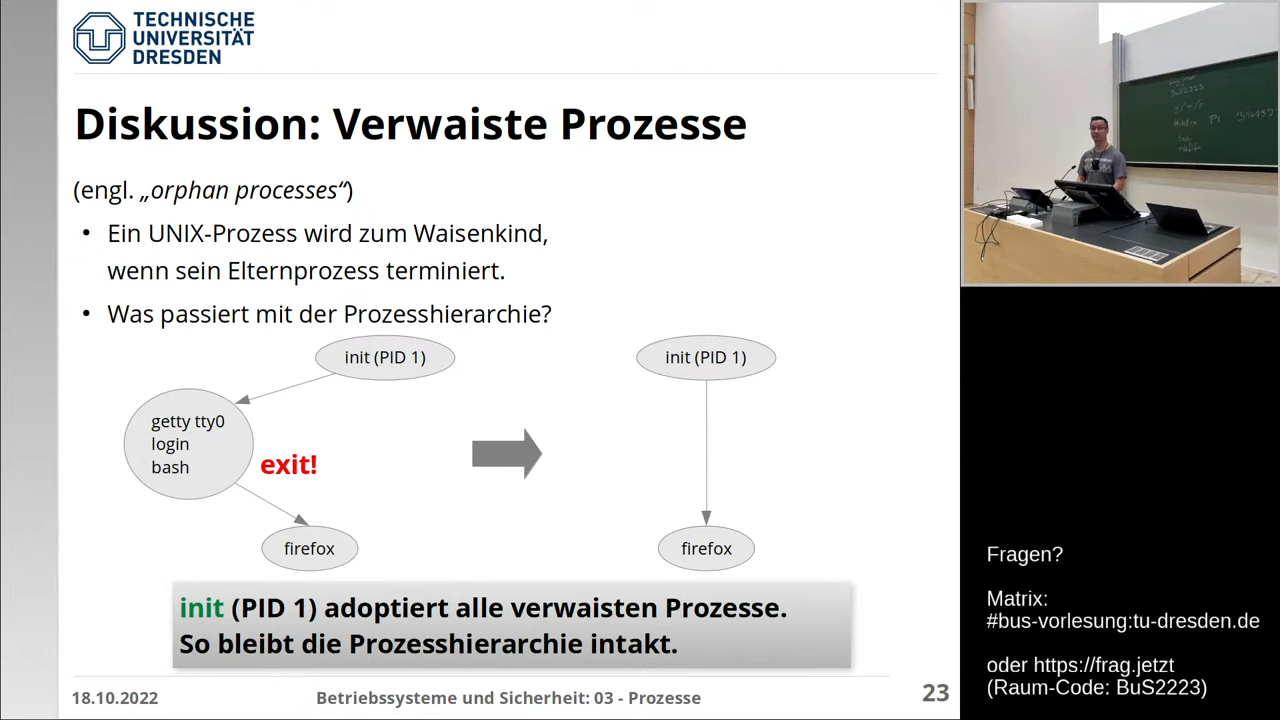 TECHNISCHE
UNIVERSITÄT
DRESDEN
Diskussion: Verwaiste Prozesse
(engl. „orphan processes“)
• Ein UNIX-Prozess wird zum Waisenkind,
wenn sein Elternprozess terminiert.
• Was passiert mit der Prozesshierarchie?
init (PID 1)
init (PID 1)
getty tty0
login
bash
exit!
firefox
firefox
init (PID 1) adoptiert alle verwaisten Prozesse.
So bleibt die Prozesshierarchie intakt.
18.10.2022
Betriebssysteme und Sicherheit: 03 - Prozesse
23
Fragen?
Matrix:
#bus-vorlesung:tu-dresden.de
oder https://frag.jetzt
(Raum-Code: BuS2223)